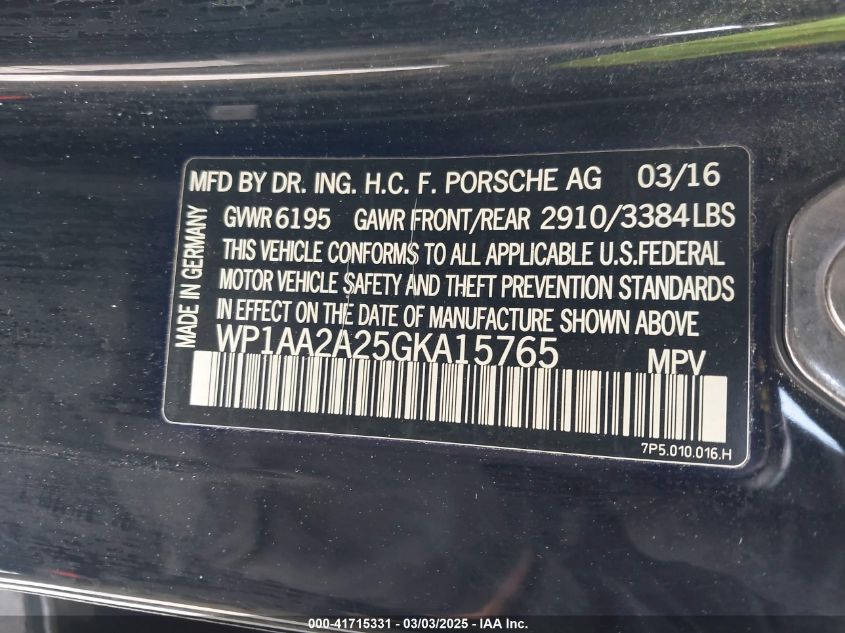 MFD BY DR. ING. H.C. F. PORSCHE AG 03/16
GVWR 6195 GAWR FRONT/REAR 2910/3384 LBS
THIS VEHICLE CONFORMS TO ALL APPLICABLE U.S.FEDERAL
MOTOR VEHICLE SAFETY AND THEFT PREVENTION STANDARDS
IN EFFECT ON THE DATE OF MANUFACTURE SHOWN ABOVE
WP1AA2A25GKA15765 MPV
MADE IN GERMANY
7P5.010.016.H
000-41715331 - 03/03/2025 - IAA Inc.